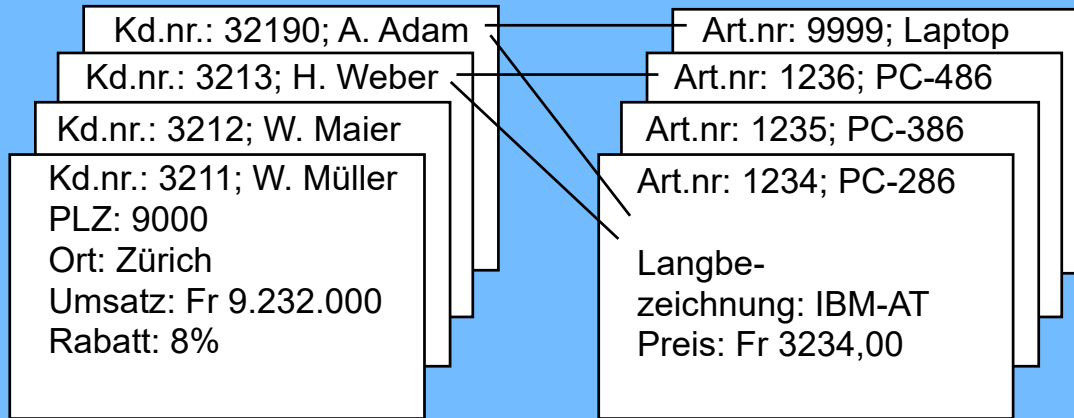 Kd.nr.: 32190; A. Adam
Kd.nr.: 3213; H. Weber
Kd.nr.: 3212; W. Maier
Kd.nr.: 3211; W. Müller
PLZ: 9000
Ort: Zürich
Umsatz: Fr 9.232.000
Rabatt: 8%
Art.nr: 9999; Laptop
Art.nr: 1236; PC-486
Art.nr: 1235; PC-386
Art.nr: 1234; PC-286
Langbe-
zeichnung: IBM-AT
Preis: Fr 3234,00